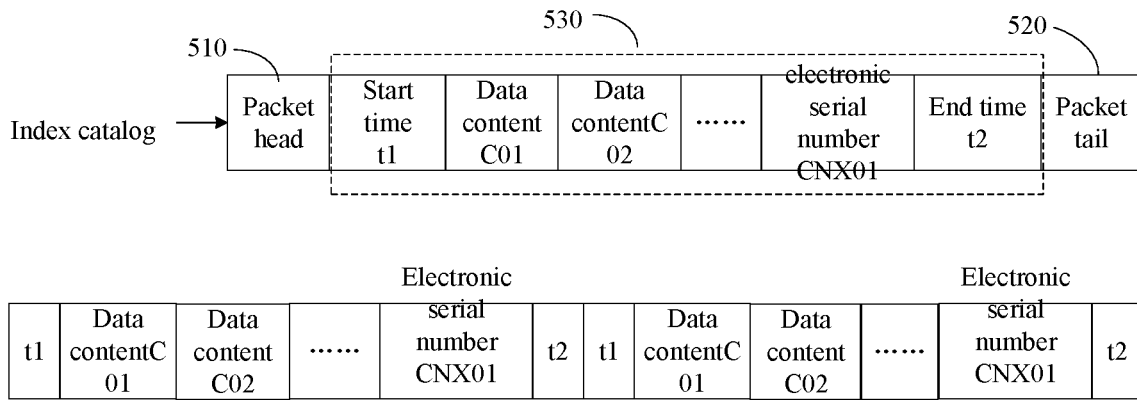 530
510
520
Index catalog
Packet
head
Start
time
t1
Data
content
C01
Data
contentC
02
......
electronic
serial
number
CNX01
End time
t2
Packet
tail
t1
Data
contentC
01
Data
content
C02
......
Electronic
serial
number
CNX01
t2
t1
Data
contentC
01
Data
content
C02
......
Electronic
serial
number
CNX01
t2